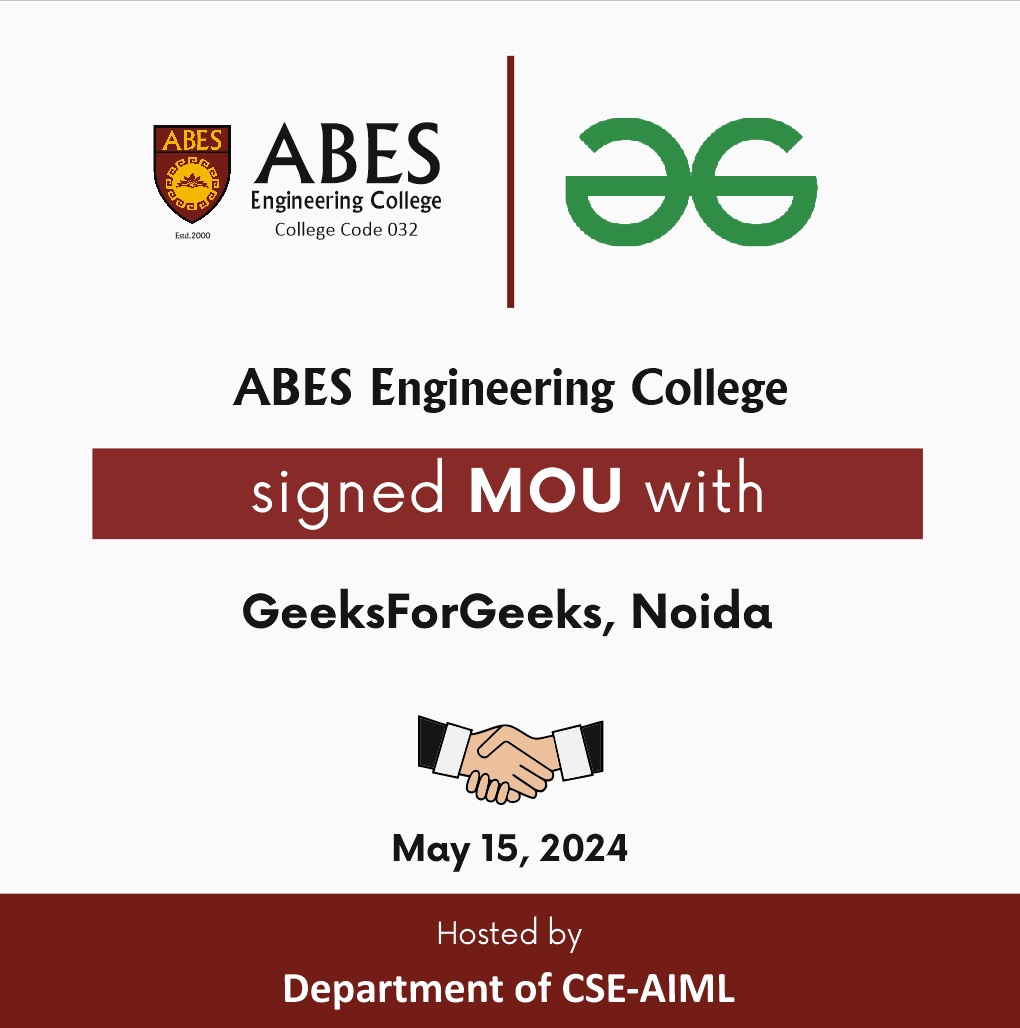 ABES
ABES
Engineering College
College Code 032
Estd.2000
ABES Engineering College
signed MOU with
GeeksForGeeks, Noida
May 15, 2024
Hosted by
Department of CSE-AIML